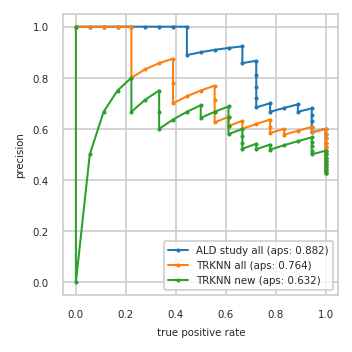 1.0
0.8
0.6
0.4
0.2
0.0
precision
0.0 0.2 0.4 0.6 0.8 1.0
true positive rate
ALD study all (aps: 0.882)
TRKNN all (aps: 0.764)
TRKNN new (aps: 0.632)